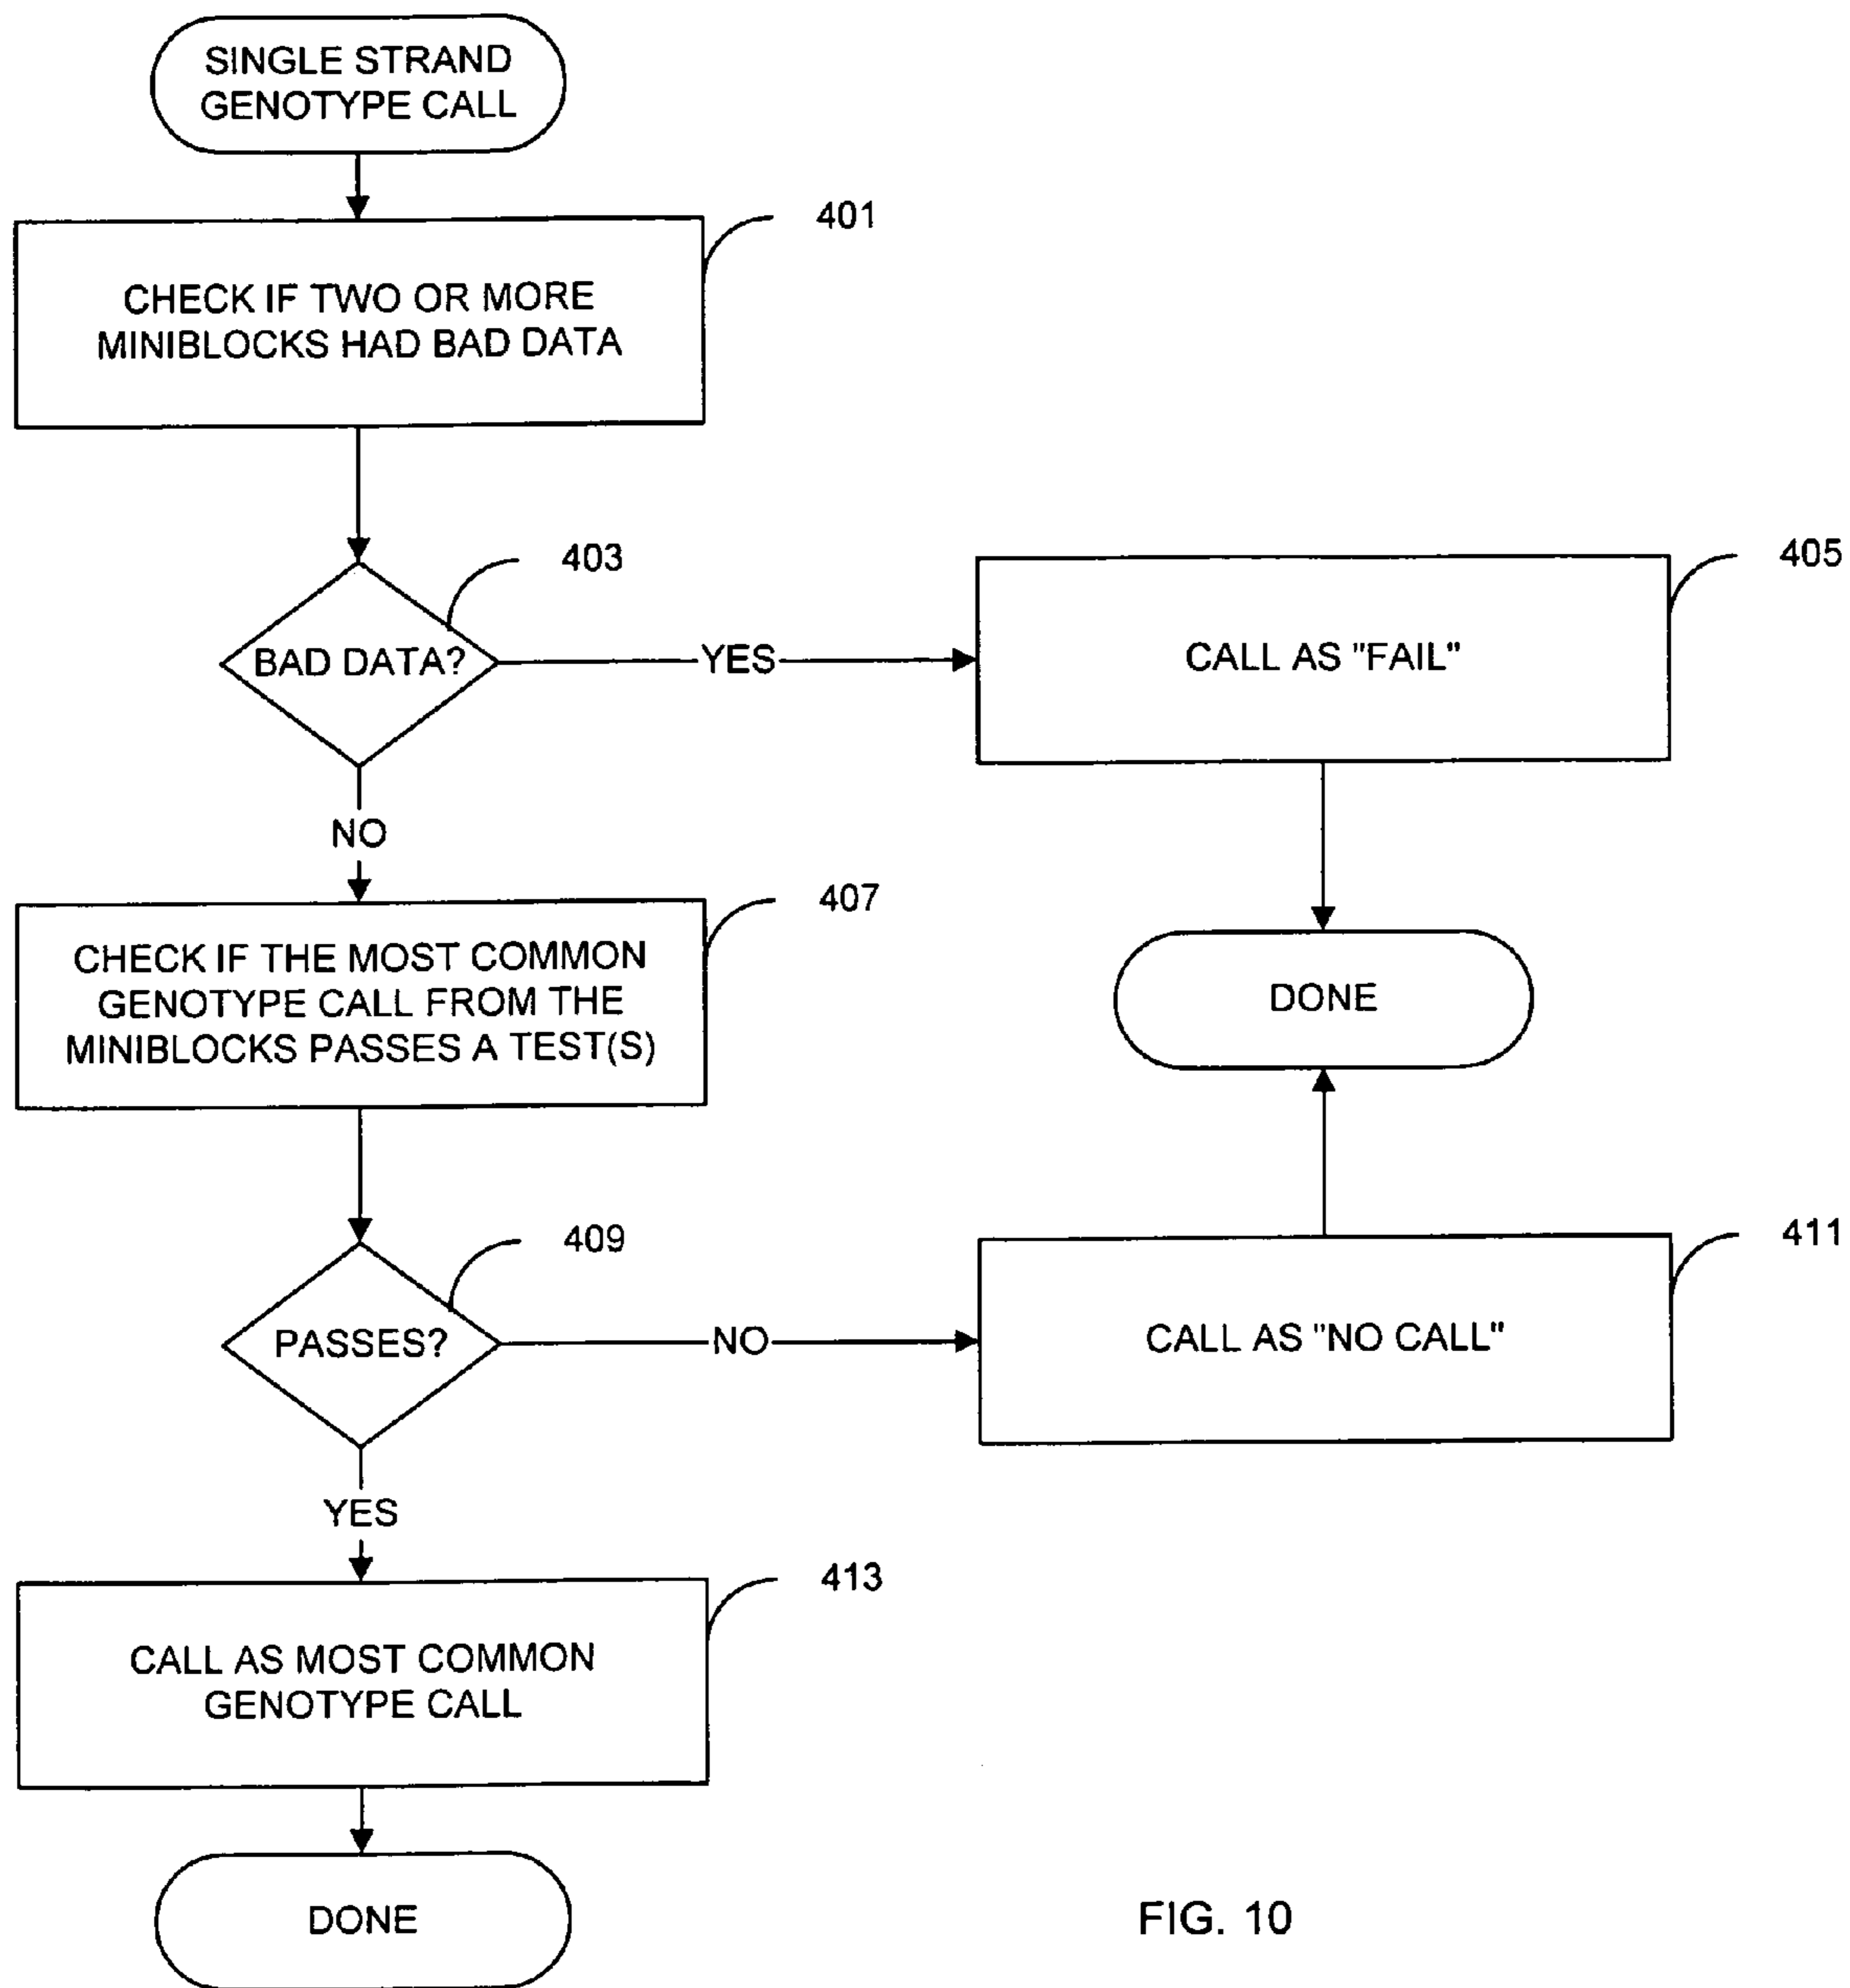 SINGLE STRAND
GENOTYPE CALL
401
CHECK IF TWO OR MORE
MINIBLOCKS HAD BAD DATA
403
BAD DATA?
YES
405
CALL AS "FAIL"
NO
407
CHECK IF THE MOST COMMON
GENOTYPE CALL FROM THE
MINIBLOCKS PASSES A TEST(S)
DONE
409
PASSES?
NO
411
CALL AS "NO CALL"
YES
413
CALL AS MOST COMMON
GENOTYPE CALL
DONE
FIG. 10